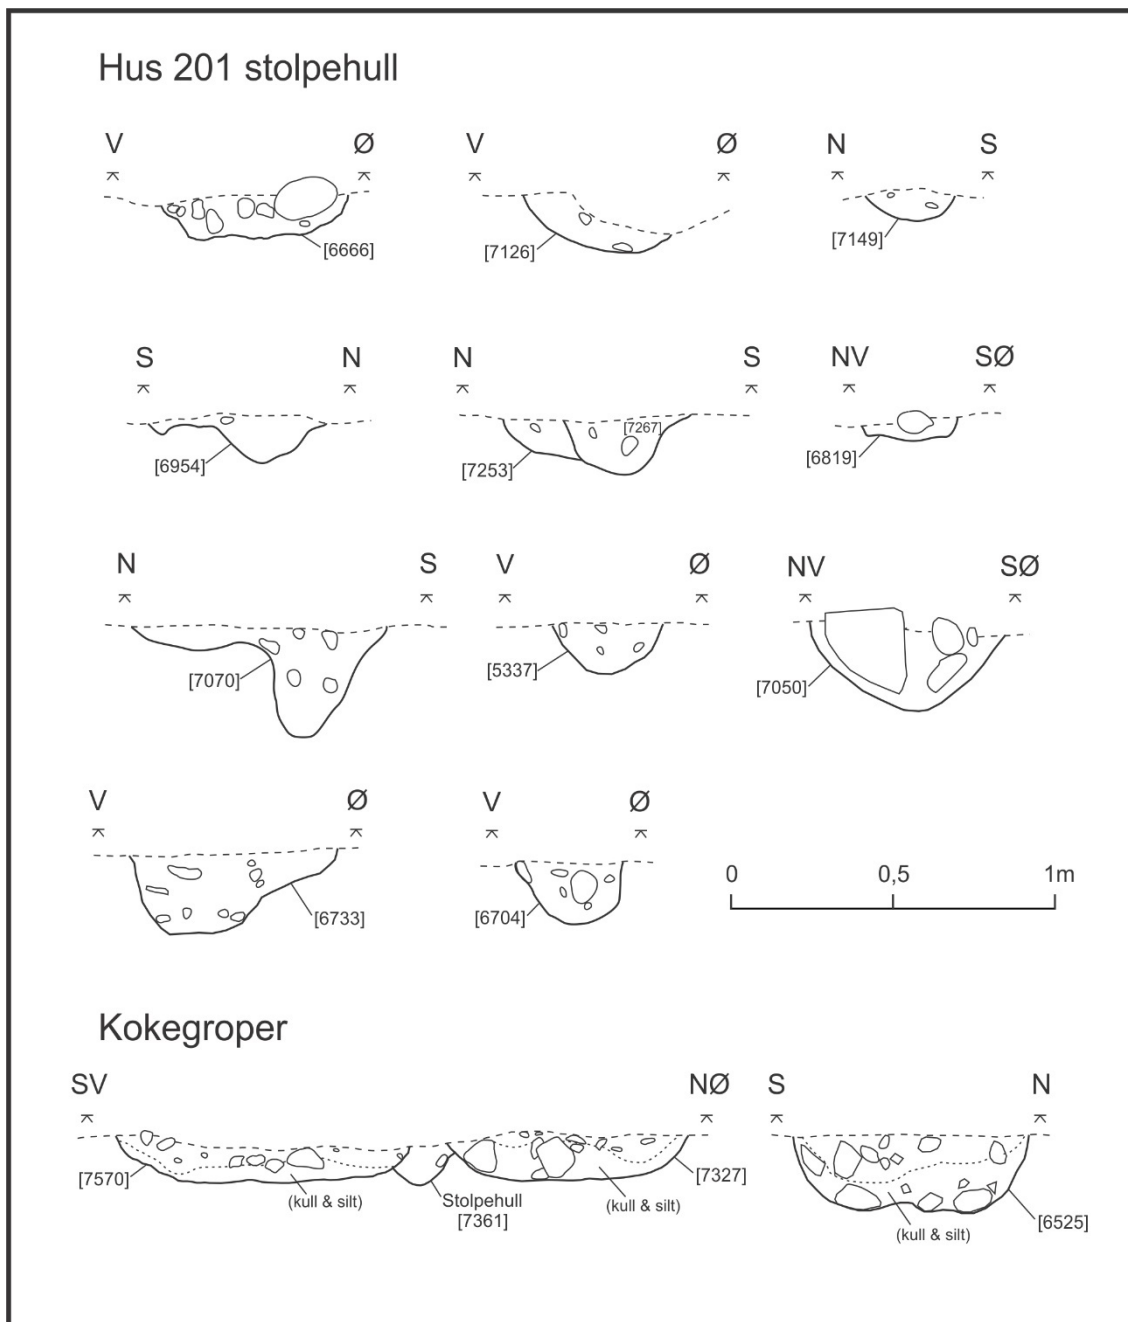 Hus 201 stolpehull
V Ø V Ø N S
[6666] [7126] [7149]
S N N S NV SØ
[7267]
[6954] [7253] [6819]
N S V Ø NV SØ
[7070] [5337] [7050]
V Ø V Ø
0 0,5 1m
[6733] [6704]
Kokegroper
SV NØ S N
[7570] (kull & silt) Stolpehull (kull & silt) [7327]
[7361]
(kull & silt) [6525]